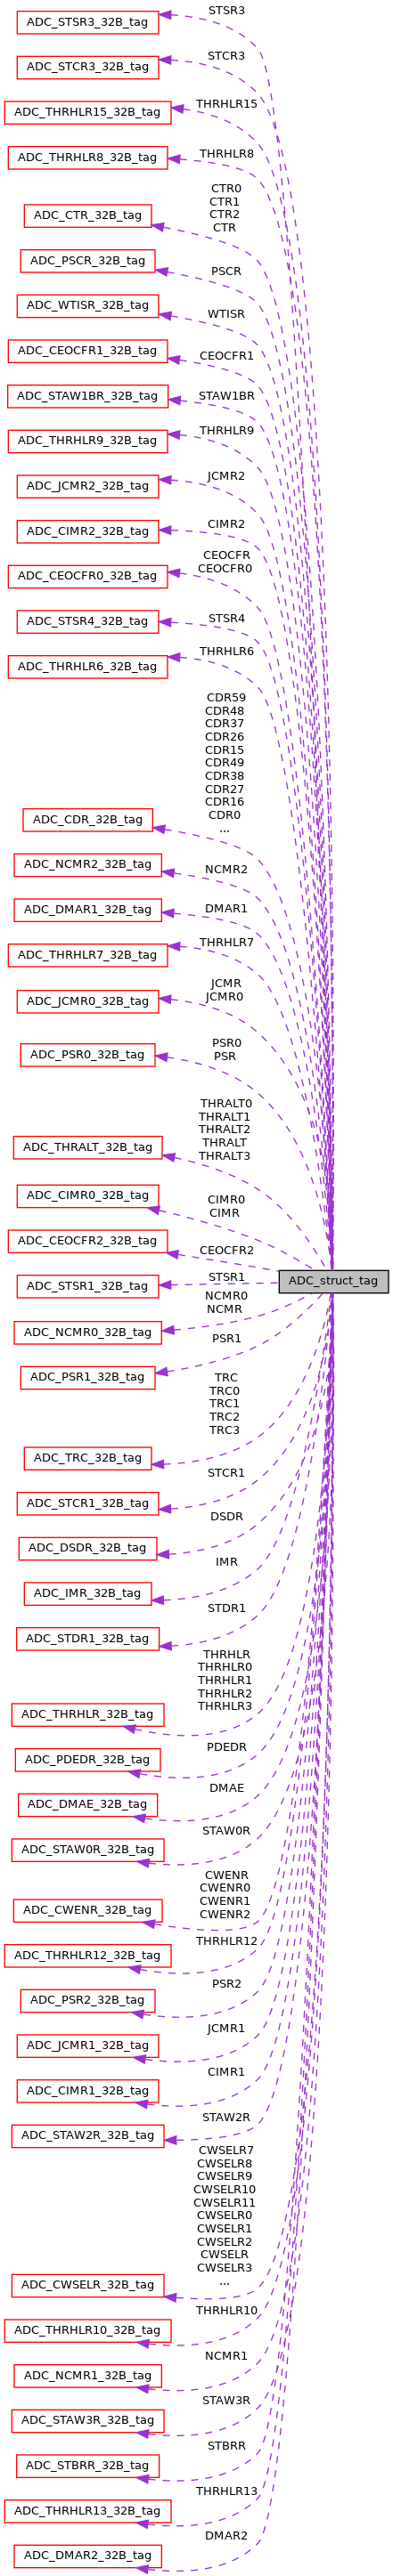 STSR3
ADC_STSR3_32B_tag
STCR3
ADC_STCR3_32B_tag
THRHLR15
ADC_THRHLR15_32B_tag
THRHLR8
ADC_THRHLR8_32B_tag
CTR0
CTR1
CTR2
CTR
ADC_CTR_32B_tag
PSCR
ADC_PSCR_32B_tag
WTISR
ADC_WTISR_32B_tag
CEOCFR1
ADC_CEOCFR1_32B_tag
STAW1BR
ADC_STAW1BR_32B_tag
THRHLR9
ADC_THRHLR9_32B_tag
JCMR2
ADC_JCMR2_32B_tag
CIMR2
ADC_CIMR2_32B_tag
CEOCFR
CEOCFR0
ADC_CEOCFR0_32B_tag
STSR4
ADC_STSR4_32B_tag
THRHLR6
ADC_THRHLR6_32B_tag
CDR59
CDR48
CDR37
CDR26
CDR15
CDR49
CDR38
CDR27
CDR16
CDR0
...
ADC_CDR_32B_tag
NCMR2
ADC_NCMR2_32B_tag
DMAR1
ADC_DMAR1_32B_tag
THRHLR7
ADC_THRHLR7_32B_tag
JCMR
JCMR0
ADC_JCMR0_32B_tag
PSR0
PSR
ADC_PSR0_32B_tag
THRALT0
THRALT1
THRALT2
THRALT
THRALT3
ADC_THRALT_32B_tag
CIMR0
CIMR
ADC_CIMR0_32B_tag
CEOCFR2
ADC_CEOCFR2_32B_tag
ADC_struct_tag
STSR1
ADC_STSR1_32B_tag
NCMR0
NCMR
ADC_NCMR0_32B_tag
PSR1
ADC_PSR1_32B_tag
TRC
TRC0
TRC1
TRC2
TRC3
ADC_TRC_32B_tag
STCR1
ADC_STCR1_32B_tag
DSDR
ADC_DSDR_32B_tag
IMR
ADC_IMR_32B_tag
STDR1
ADC_STDR1_32B_tag
THRHLR
THRHLR0
THRHLR1
THRHLR2
THRHLR3
ADC_THRHLR_32B_tag
PDEDR
ADC_PDEDR_32B_tag
DMAE
ADC_DMAE_32B_tag
STAW0R
ADC_STAW0R_32B_tag
CWENR
CWENR0
CWENR1
CWENR2
ADC_CWENR_32B_tag
THRHLR12
ADC_THRHLR12_32B_tag
PSR2
ADC_PSR2_32B_tag
JCMR1
ADC_JCMR1_32B_tag
CIMR1
ADC_CIMR1_32B_tag
STAW2R
ADC_STAW2R_32B_tag
CWSELR7
CWSELR8
CWSELR9
CWSELR10
CWSELR11
CWSELR0
CWSELR1
CWSELR2
CWSELR
CWSELR3
...
ADC_CWSELR_32B_tag
THRHLR10
ADC_THRHLR10_32B_tag
NCMR1
ADC_NCMR1_32B_tag
STAW3R
ADC_STAW3R_32B_tag
STBRR
ADC_STBRR_32B_tag
THRHLR13
ADC_THRHLR13_32B_tag
DMAR2
ADC_DMAR2_32B_tag